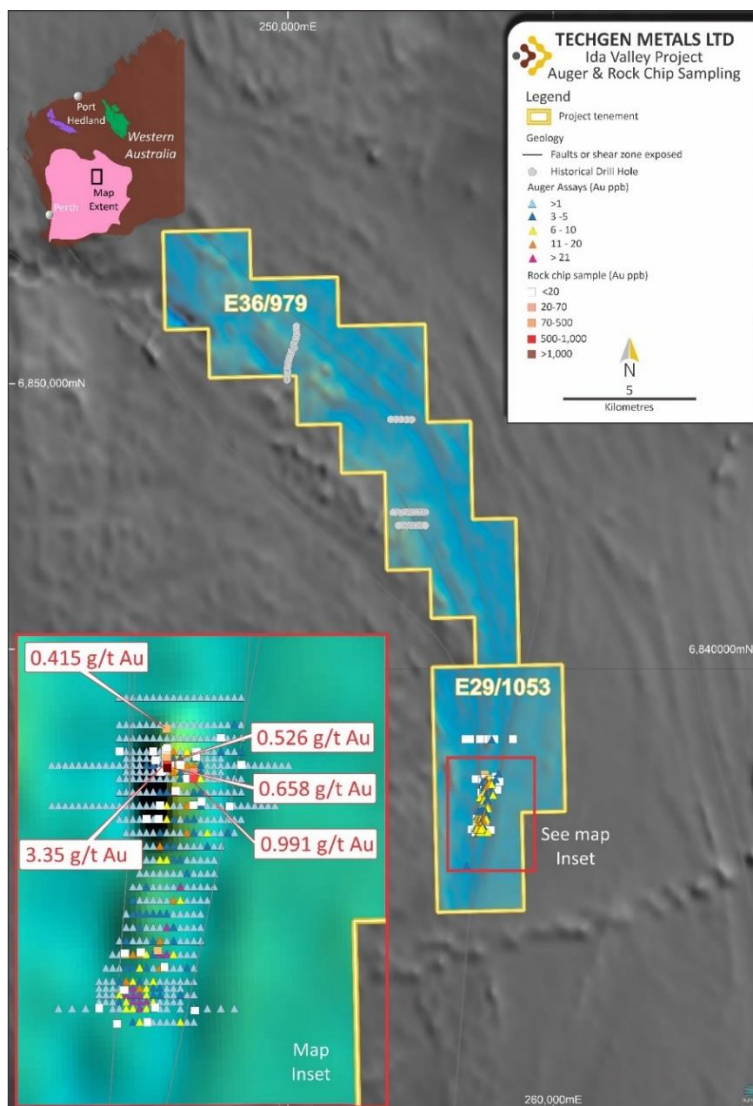 250,000mE
TECHGEN METALS LTD
Ida Valley Project
Auger & Rock Chip Sampling
Legend
Project tenement
Geology
Faults or shear zone exposed
Historical Drill Hole
Auger Assays (Au ppb)
>1
3 -5
6 - 10
11 - 20
> 21
Rock chip sample (Au ppb)
<20
20-70
70-500
500-1,000
>1,000
N
5
Kilometres
Port
Hedland
Western
Australia
Map
Extent
Perth
E36/979
6,850,000mN
6,840000mN
E29/1053
See map
Inset
0.415 g/t Au
0.526 g/t Au
0.658 g/t Au
0.991 g/t Au
3.35 g/t Au
Map
Inset
260,000mE